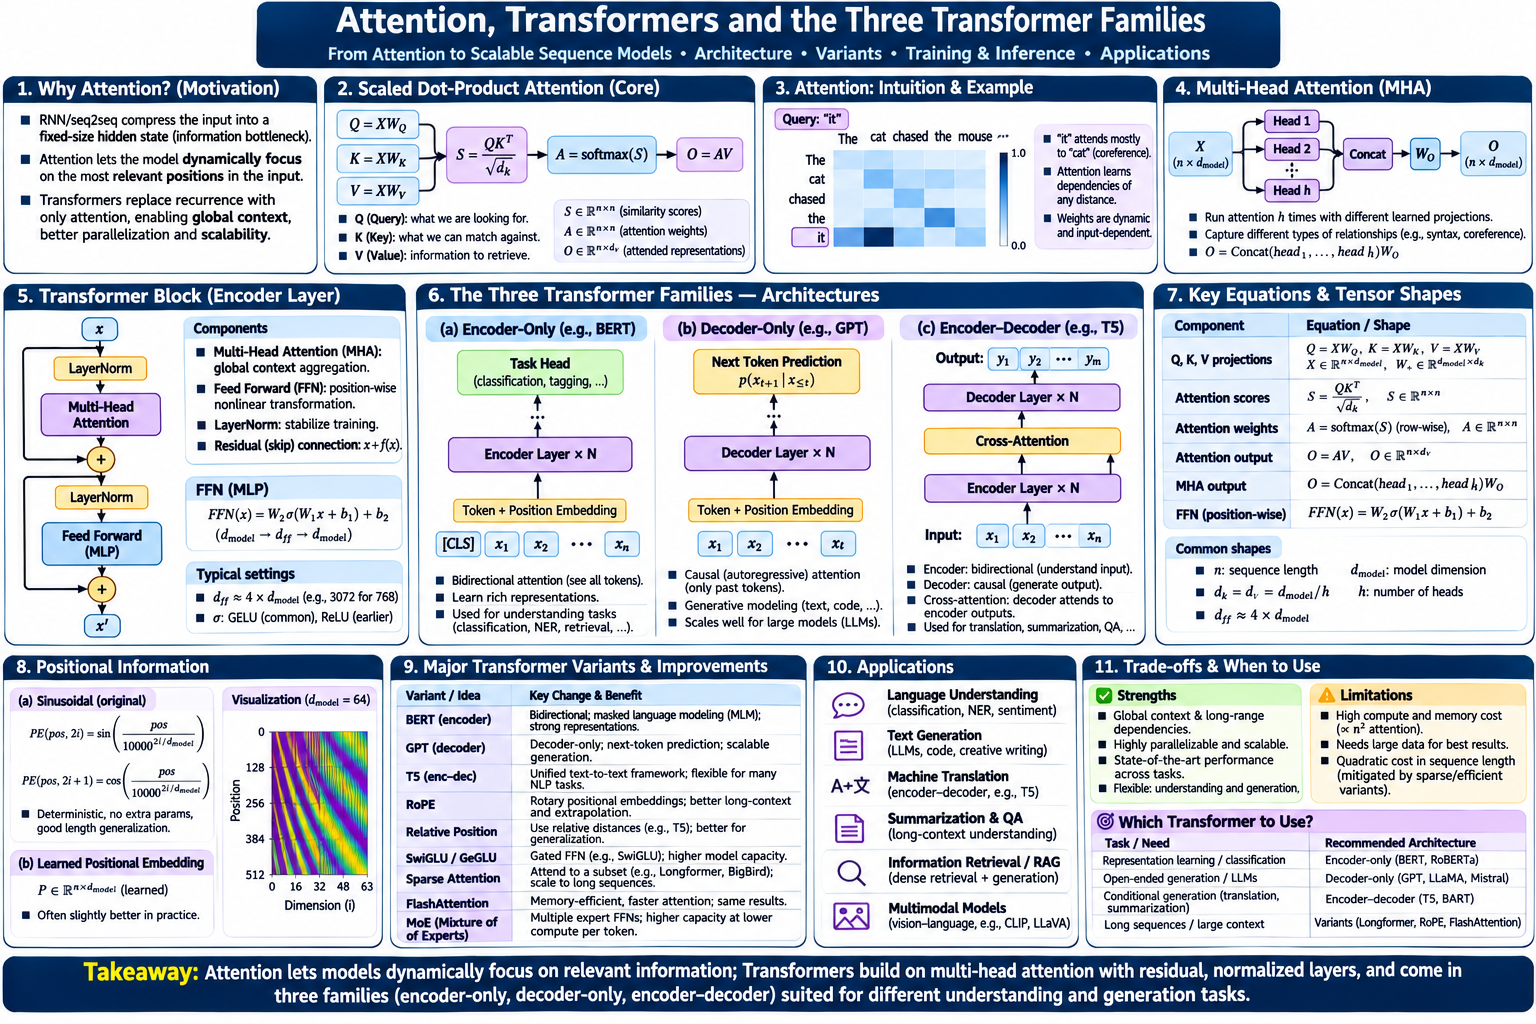 Attention, Transformers and the Three Transformer Families
From Attention to Scalable Sequence Models • Architecture • Variants • Training & Inference • Applications
1. Why Attention? (Motivation)
■ RNN/seq2seq compress the input into a
fixed-size hidden state (information bottleneck).
■ Attention lets the model dynamically focus
on the most relevant positions in the input.
■ Transformers replace recurrence with
only attention, enabling global context,
better parallelization and scalability.
2. Scaled Dot-Product Attention (Core)
Q = XW_Q
K = XW_K
V = XW_V
S = QK^T / √d_k
A = softmax(S)
O = AV
■ Q (Query): what we are looking for.
■ K (Key): what we can match against.
■ V (Value): information to retrieve.
S ∈ ℝ^{n×n} (similarity scores)
A ∈ ℝ^{n×n} (attention weights)
O ∈ ℝ^{n×d_v} (attended representations)
3. Attention: Intuition & Example
Query: "it"
The cat chased the mouse ...
The
cat
chased
the
it
1.0
0.0
■ "it" attends mostly
to "cat" (coreference).
■ Attention learns
dependencies of
any distance.
■ Weights are dynamic
and input-dependent.
4. Multi-Head Attention (MHA)
X
(n × d_model)
Head 1
Head 2
Head h
Concat
W_O
O
(n × d_model)
■ Run attention h times with different learned projections.
■ Capture different types of relationships (e.g., syntax, coreference).
■ O = Concat(head_1, ..., head h)W_O
5. Transformer Block (Encoder Layer)
x
LayerNorm
Multi-Head
Attention
+
LayerNorm
Feed Forward
(MLP)
+
x′
Components
■ Multi-Head Attention (MHA):
global context aggregation.
■ Feed Forward (FFN): position-wise
nonlinear transformation.
■ LayerNorm: stabilize training.
■ Residual (skip) connection: x+f(x).
FFN (MLP)
FFN(x) = W_2σ(W_1x + b_1) + b_2
(d_model → d_ff → d_model)
Typical settings
■ d_ff ≈ 4 × d_model (e.g., 3072 for 768)
■ σ: GELU (common), ReLU (earlier)
6. The Three Transformer Families — Architectures
(a) Encoder-Only (e.g., BERT)
Task Head
(classification, tagging, ...)
...
Encoder Layer × N
Token + Position Embedding
[CLS] x_1 x_2 ... x_n
■ Bidirectional attention (see all tokens).
■ Learn rich representations.
■ Used for understanding tasks
(classification, NER, retrieval, ...).
(b) Decoder-Only (e.g., GPT)
Next Token Prediction
p(x_{t+1} | x_{≤t})
...
Decoder Layer × N
Token + Position Embedding
x_1 x_2 ... x_t
■ Causal (autoregressive) attention
(only past tokens).
■ Generative modeling (text, code, ...).
■ Scales well for large models (LLMs).
(c) Encoder–Decoder (e.g., T5)
Output: y_1 y_2 ... y_m
Decoder Layer × N
Cross-Attention
Encoder Layer × N
Input: x_1 x_2 ... x_n
■ Encoder: bidirectional (understand input).
■ Decoder: causal (generate output).
■ Cross-attention: decoder attends to
encoder outputs.
■ Used for translation, summarization, QA, ...
7. Key Equations & Tensor Shapes
Component Equation / Shape
Q, K, V projections Q = XW_Q, K = XW_K, V = XW_V
X ∈ ℝ^{n×d_model}, W_* ∈ ℝ^{d_model×d_k}
Attention scores S = QK^T / √d_k, S ∈ ℝ^{n×n}
Attention weights A = softmax(S) (row-wise), A ∈ ℝ^{n×n}
Attention output O = AV, O ∈ ℝ^{n×d_v}
MHA output O = Concat(head_1, ..., head h)W_O
FFN (position-wise) FFN(x) = W_2σ(W_1x + b_1) + b_2
Common shapes
■ n: sequence length d_model: model dimension
■ d_k = d_v = d_model/h h: number of heads
■ d_ff ≈ 4 × d_model
8. Positional Information
(a) Sinusoidal (original)
PE(pos, 2i) = sin(pos / 10000^{2i/d_model})
PE(pos, 2i + 1) = cos(pos / 10000^{2i/d_model})
■ Deterministic, no extra params,
good length generalization.
(b) Learned Positional Embedding
P ∈ ℝ^{n×d_model} (learned)
■ Often slightly better in practice.
Visualization (d_model = 64)
Position
0
128
256
384
512
0 16 32 48 63
Dimension (i)
9. Major Transformer Variants & Improvements
Variant / Idea Key Change & Benefit
BERT (encoder) Bidirectional; masked language modeling (MLM);
strong representations.
GPT (decoder) Decoder-only; next-token prediction; scalable
generation.
T5 (enc–dec) Unified text-to-text framework; flexible for many
NLP tasks.
RoPE Rotary positional embeddings; better long-context
and extrapolation.
Relative Position Use relative distances (e.g., T5); better for
generalization.
SwiGLU / GeGLU Gated FFN (e.g., SwiGLU); higher model capacity.
Sparse Attention Attend to a subset (e.g., Longformer, BigBird);
scale to long sequences.
FlashAttention Memory-efficient, faster attention; same results.
MoE (Mixture of
of Experts) Multiple expert FFNs; higher capacity at lower
compute per token.
10. Applications
Language Understanding
(classification, NER, sentiment)
Text Generation
(LLMs, code, creative writing)
A+文
Machine Translation
(encoder–decoder, e.g., T5)
Summarization & QA
(long-context understanding)
Information Retrieval / RAG
(dense retrieval + generation)
Multimodal Models
(vision–language, e.g., CLIP, LLaVA)
11. Trade-offs & When to Use
Strengths
■ Global context & long-range
dependencies.
■ Highly parallelizable and scalable.
■ State-of-the-art performance
across tasks.
■ Flexible: understanding and generation,
Limitations
■ High compute and memory cost
(∝ n² attention).
■ Needs large data for best results.
■ Quadratic cost in sequence length
(mitigated by sparse/efficient
variants).
Which Transformer to Use?
Task / Need Recommended Architecture
Representation learning / classification Encoder-only (BERT, RoBERTa)
Open-ended generation / LLMs Decoder-only (GPT, LLaMA, Mistral)
Conditional generation (translation,
summarization) Encoder–decoder (T5, BART)
Long sequences / large context Variants (Longformer, RoPE, FlashAttention)
Takeaway: Attention lets models dynamically focus on relevant information; Transformers build on multi-head attention with residual, normalized layers, and come in
three families (encoder-only, decoder-only, encoder–decoder) suited for different understanding and generation tasks.